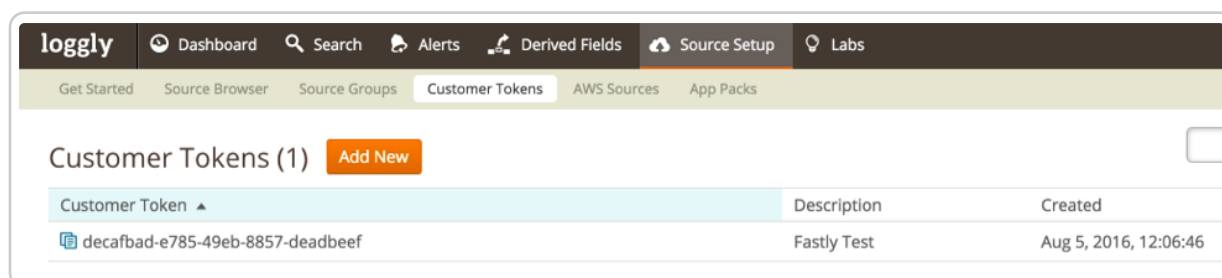 loggly Dashboard Search Alerts Derived Fields Source Setup Labs
Get Started Source Browser Source Groups Customer Tokens AWS Sources App Packs
Customer Tokens (1) Add New
Customer Token ▲ Description Created
decafbad-e785-49eb-8857-deadbeef Fastly Test Aug 5, 2016, 12:06:46